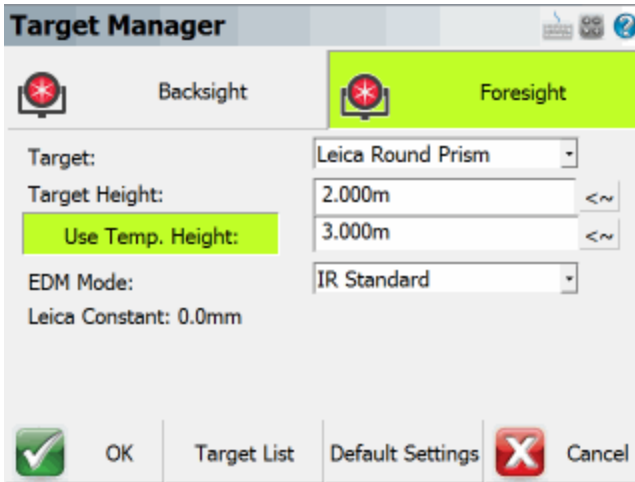 Target Manager
Backsight
Foresight
Target: Leica Round Prism
Target Height: 2.000m <~
Use Temp. Height: 3.000m <~
EDM Mode: IR Standard
Leica Constant: 0.0mm
OK Target List Default Settings Cancel